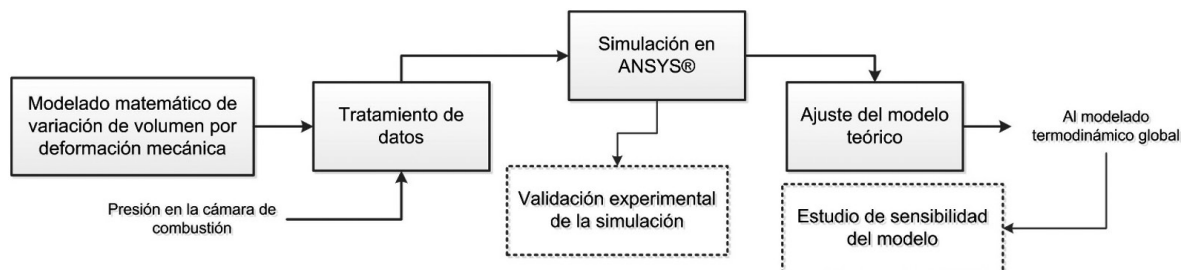 Modelado matemático de
variación de volumen por
deformación mecánica
Presión en la cámara de
combustión
Tratamiento de
datos
Simulación en
ANSYS®
Validación experimental
de la simulación
Ajuste del modelo
teórico
Al modelado
termodinámico global
Estudio de sensibilidad
del modelo